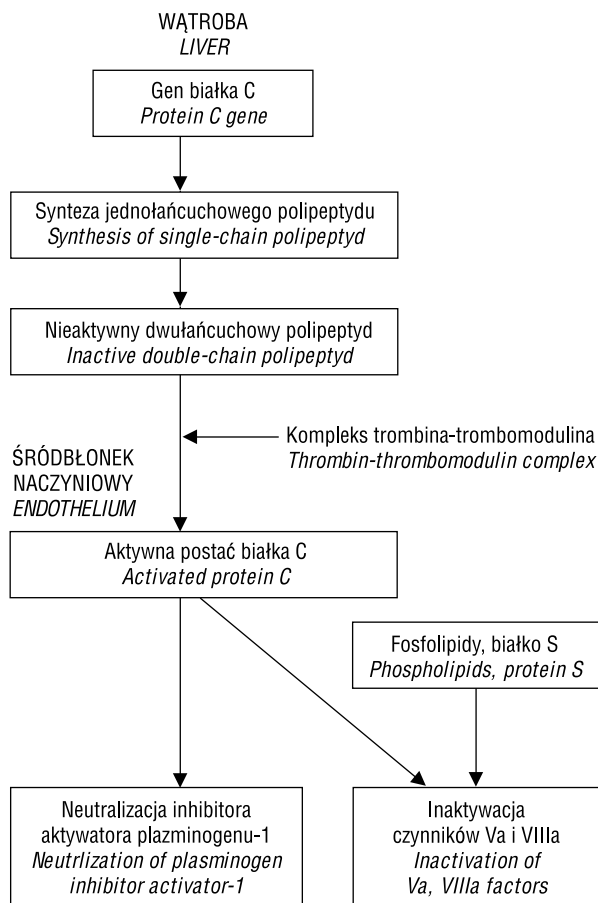 WĄTROBA
LIVER
Gen białka C
Protein C gene
Synteza jednołańcuchowego polipeptydu
Synthesis of single-chain polipeptyd
Nieaktywny dwułańcuchowy polipeptyd
Inactive double-chain polipeptyd
Kompleks trombina-trombomodulina
Thrombin-thrombomodulin complex
ŚRÓDBŁONEK
NACZYNIOWY
ENDOTHELIUM
Aktywna postać białka C
Activated protein C
Fosfolipidy, białko S
Phospholipids, protein S
Neutralizacja inhibitora
aktywatora plazminogenu-1
Neutrlization of plasminogen
inhibitor activator-1
Inaktywacja
czynników Va i VIIIa
Inactivation of
Va, VIIIa factors